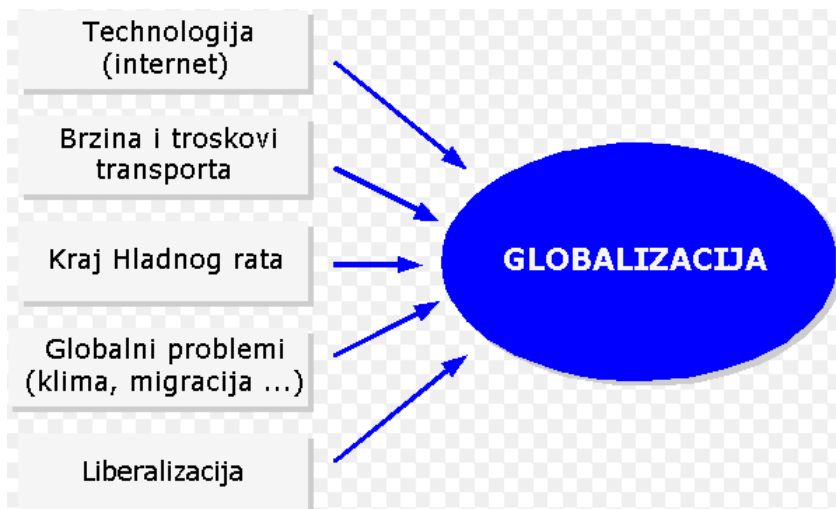 Technologija
(internet)
Brzina i troskovi
transporta
Kraj Hladnog rata
Globalni problemi
(klima, migracija ...)
Liberalizacija
GLOBALIZACIJA